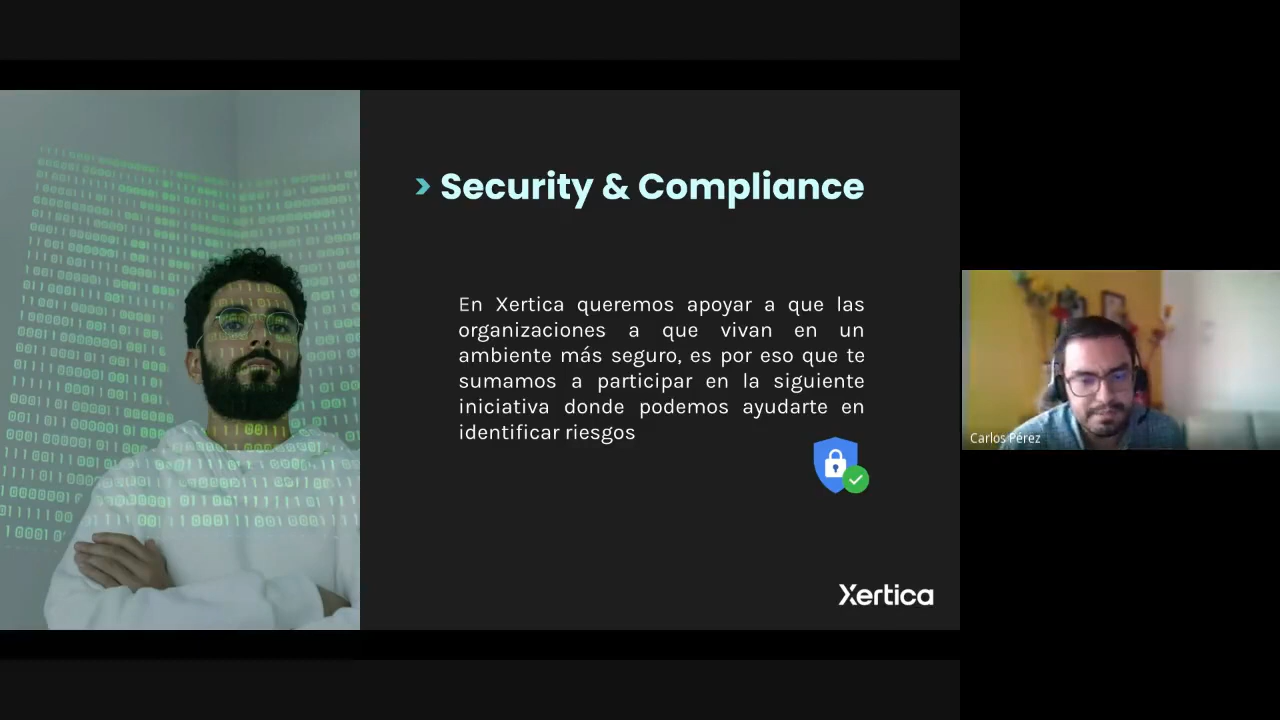 Security & Compliance
En Xertica queremos apoyar a que las
organizaciones a que vivan en un
ambiente más seguro, es por eso que te
sumamos a participar en la siguiente
iniciativa donde podemos ayudarte en
identificar riesgos
Xertica
Carlos Pérez